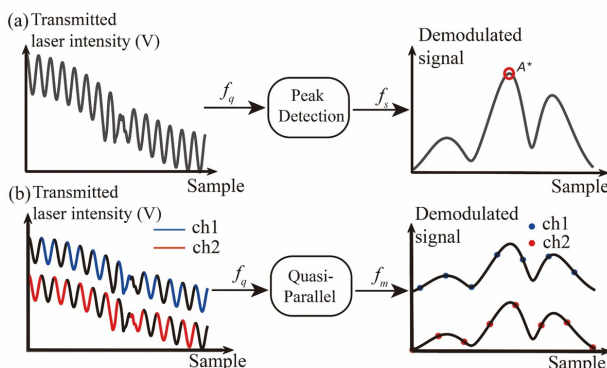 (a) Transmitted
laser intensity (V)
f_q
Peak
Detection
f_s
Demodulated
signal
A*
Sample
Sample
(b) Transmitted
laser intensity (V)
ch1
ch2
f_q
Quasi-
Parallel
f_m
Demodulated
signal
ch1
ch2
Sample
Sample